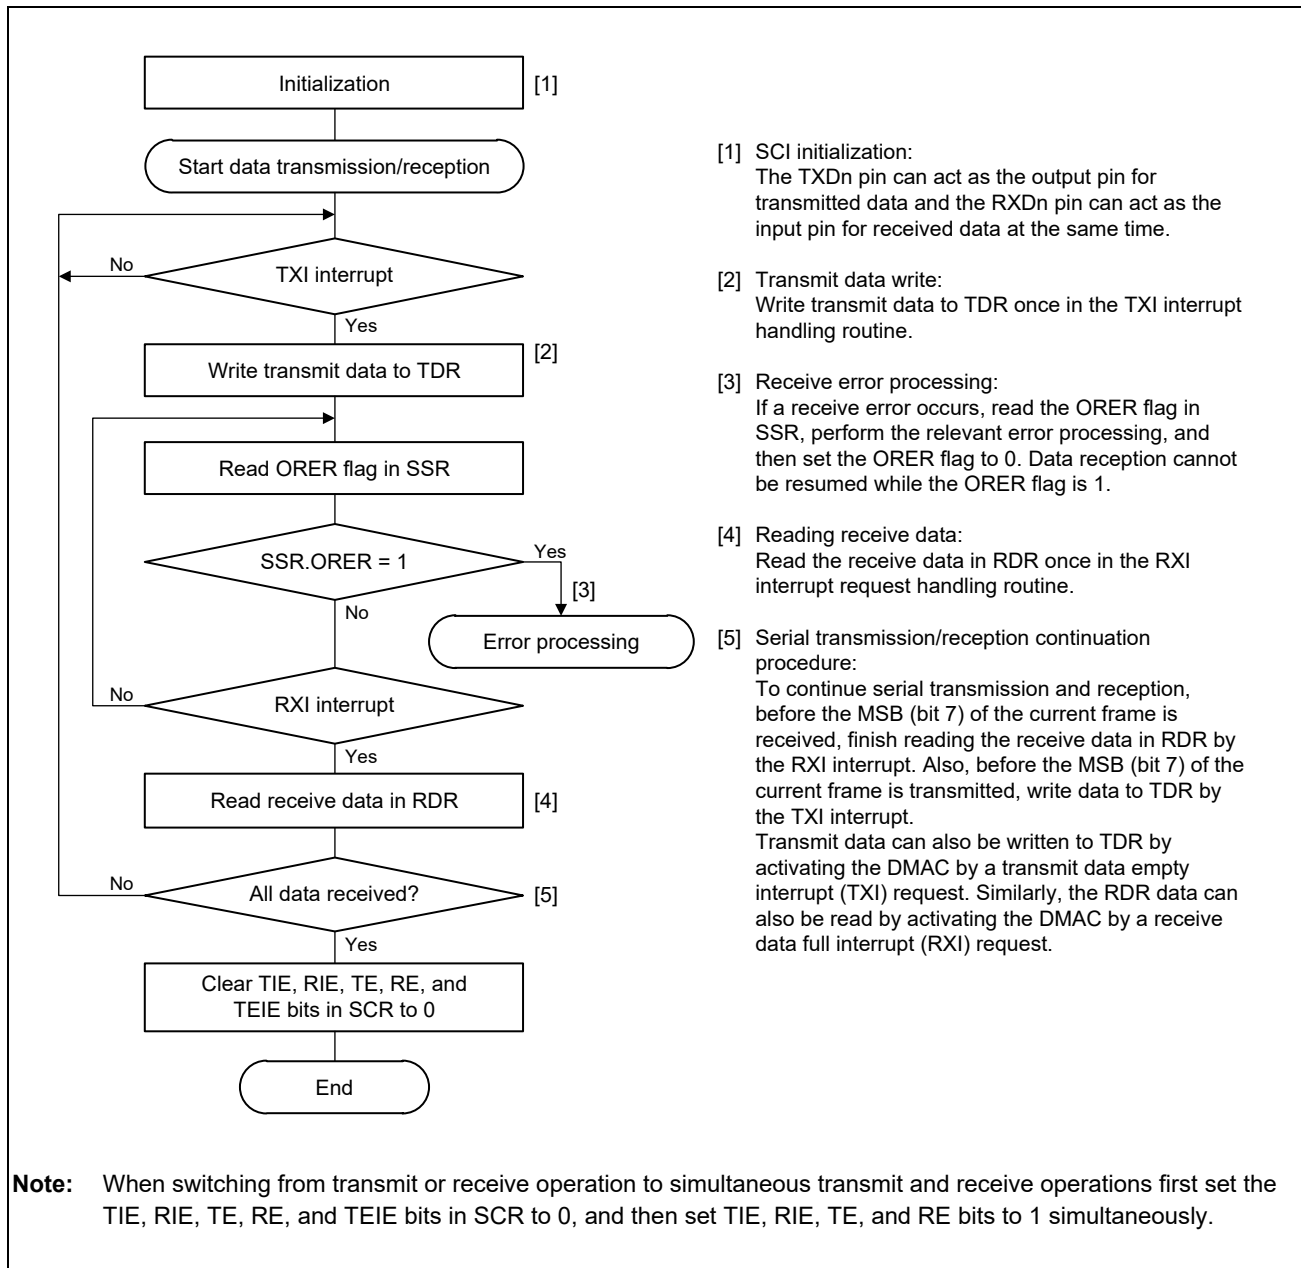 Initialization
[1]
Start data transmission/reception
No
TXI interrupt
Yes
Write transmit data to TDR
[2]
Read ORER flag in SSR
SSR.ORER = 1
Yes
[3]
No
Error processing
No
RXI interrupt
Yes
Read receive data in RDR
[4]
No
All data received?
[5]
Yes
Clear TIE, RIE, TE, RE, and
TEIE bits in SCR to 0
End
[1] SCI initialization:
The TXDn pin can act as the output pin for
transmitted data and the RXDn pin can act as the
input pin for received data at the same time.
[2] Transmit data write:
Write transmit data to TDR once in the TXI interrupt
handling routine.
[3] Receive error processing:
If a receive error occurs, read the ORER flag in
SSR, perform the relevant error processing, and
then set the ORER flag to 0. Data reception cannot
be resumed while the ORER flag is 1.
[4] Reading receive data:
Read the receive data in RDR once in the RXI
interrupt request handling routine.
[5] Serial transmission/reception continuation
procedure:
To continue serial transmission and reception,
before the MSB (bit 7) of the current frame is
received, finish reading the receive data in RDR by
the RXI interrupt. Also, before the MSB (bit 7) of the
current frame is transmitted, write data to TDR by
the TXI interrupt.
Transmit data can also be written to TDR by
activating the DMAC by a transmit data empty
interrupt (TXI) request. Similarly, the RDR data can
also be read by activating the DMAC by a receive
data full interrupt (RXI) request.
Note: When switching from transmit or receive operation to simultaneous transmit and receive operations first set the
TIE, RIE, TE, RE, and TEIE bits in SCR to 0, and then set TIE, RIE, TE, and RE bits to 1 simultaneously.